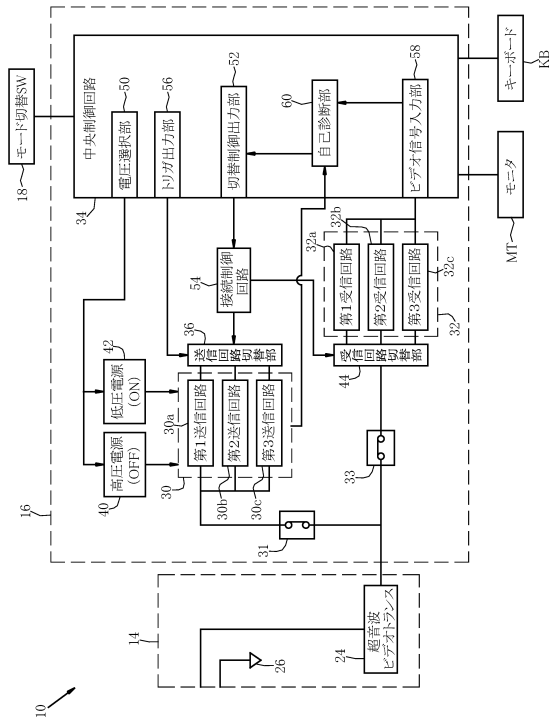 10
14
24
超音波
ビデオトランス
26
16
40
高圧電源
(OFF)
42
低圧電源
(ON)
30
30a
第1送信回路
30b
第2送信回路
30c
第3送信回路
31
33
36
送信回路切替部
54
接続制御
回路
44
受信回路切替部
32
32a
第1受信回路
32b
第2受信回路
32c
第3受信回路
34
中央制御回路
電圧選択部
50
トリガ出力部
56
切替制御出力部
52
自己診断部
60
ビデオ信号入力部
58
18
モード切替SW
モニタ
MT
キーボード
KB